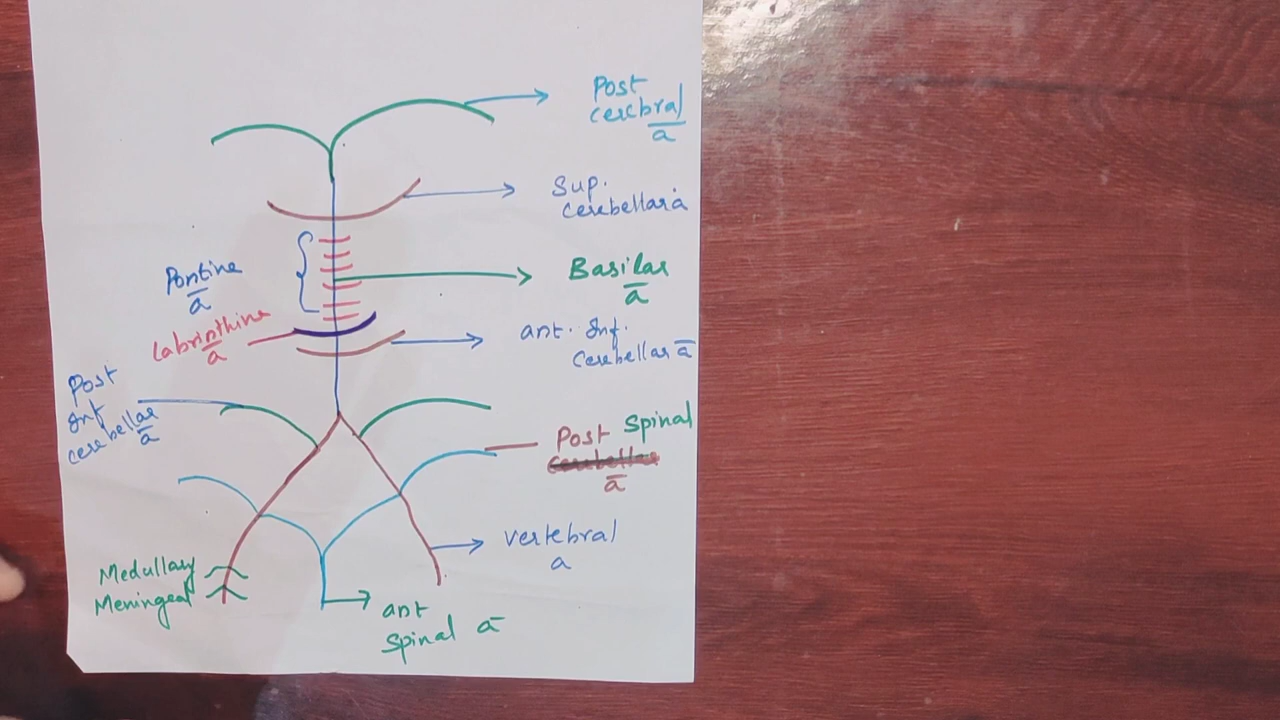 Post
cerebral
a
Sup.
Cerebellar a
Pontine
a
Basilar
a
Labrinthine
a
ant. Inf.
Cerebellar a
Post
Inf
cerebellar
a
Post Spinal
a
vertebral
a
Medullary
Meningeal
ant
spinal a